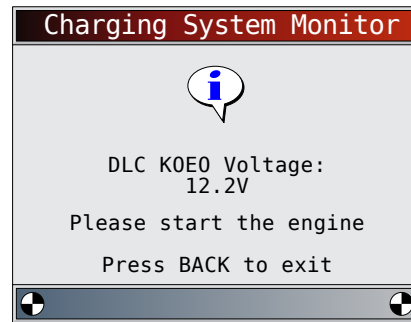 Charging System Monitor
i
DLC KOEO Voltage:
12.2V
Please start the engine
Press BACK to exit